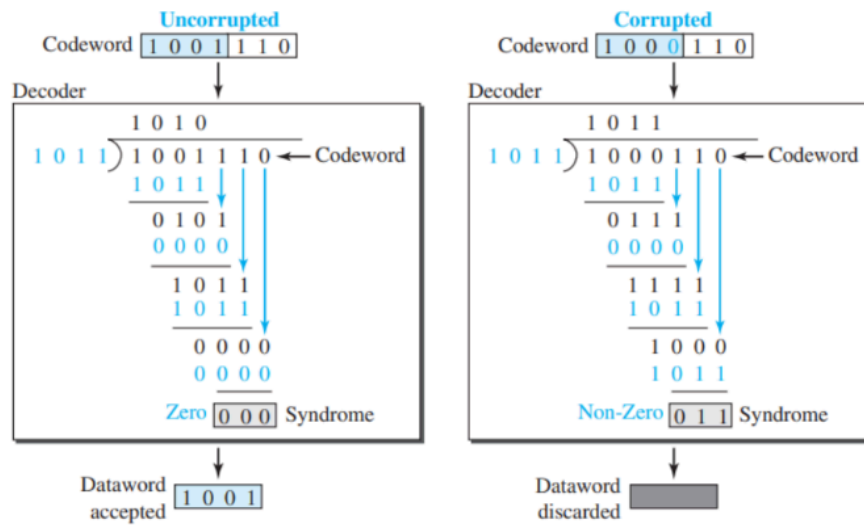 Uncorrupted
Codeword 1 0 0 1 1 1 0
Decoder
1 0 1 0
1 0 1 1 ) 1 0 0 1 1 1 0 Codeword
1 0 1 1
0 1 0 1
0 0 0 0
1 0 1 1
1 0 1 1
0 0 0 0
0 0 0 0
Zero 0 0 0 Syndrome
Dataword
accepted
1 0 0 1
Corrupted
Codeword 1 0 0 0 1 1 0
Decoder
1 0 1 1
1 0 1 1 ) 1 0 0 0 1 1 0 Codeword
1 0 1 1
0 1 1 1
0 0 0 0
1 1 1 1
1 0 1 1
1 0 0 0
1 0 1 1
Non-Zero 0 1 1 Syndrome
Dataword
discarded